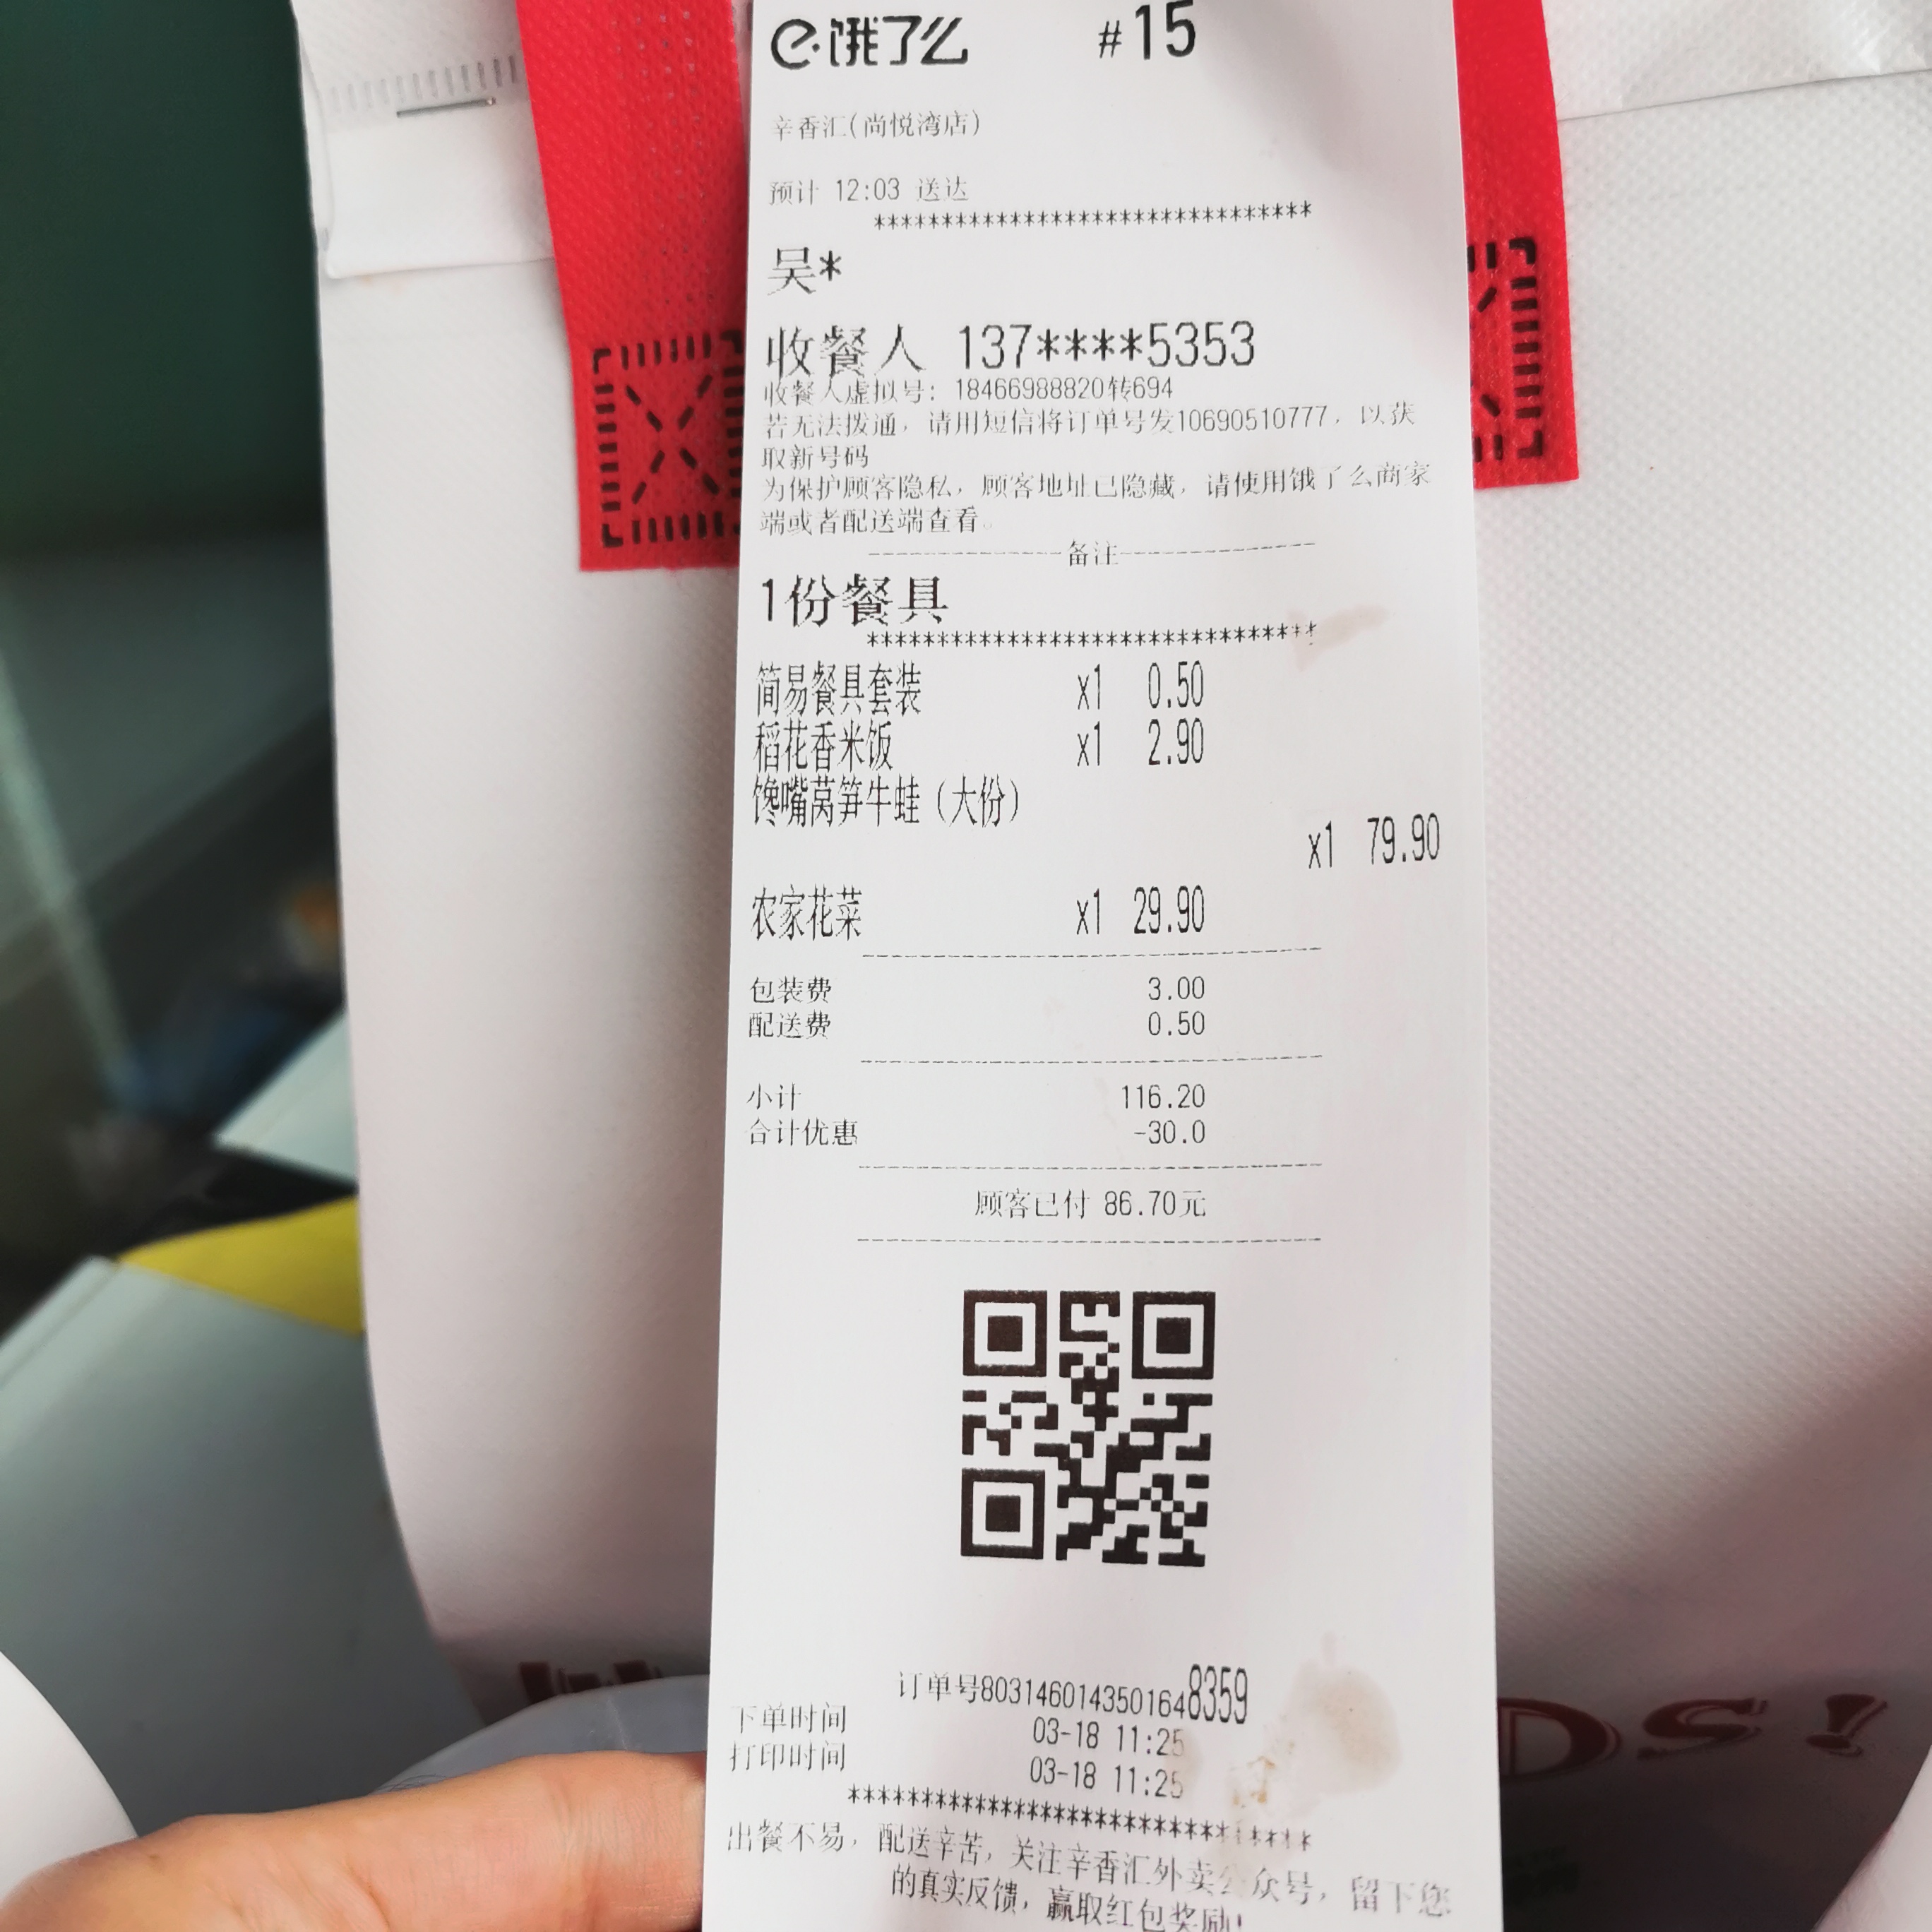 e饿了么 #15
辛香汇(尚悦湾店)
预计 12:03 送达
********************************
吴*
收餐人 137****5353
收餐人虚拟号: 18466988820转694
若无法拨通, 请用短信将订单号发10690510777, 以获
取新号码
为保护顾客隐私, 顾客地址已隐藏, 请使用饿了么商家
端或者配送端查看。
--------------备注--------------
1份餐具
********************************
简易餐具套装 x1 0.50
稻花香米饭 x1 2.90
馋嘴莴笋牛蛙（大份）
x1 79.90
农家花菜 x1 29.90
--------------------------------
包装费 3.00
配送费 0.50
--------------------------------
小计 116.20
合计优惠 -30.0
--------------------------------
顾客已付 86.70元
--------------------------------
订单号8031460143501648359
下单时间 03-18 11:25
打印时间 03-18 11:25
********************************
出餐不易, 配送辛苦, 关注辛香汇外卖公众号, 留下您
的真实反馈, 赢取红包奖励!
DS!